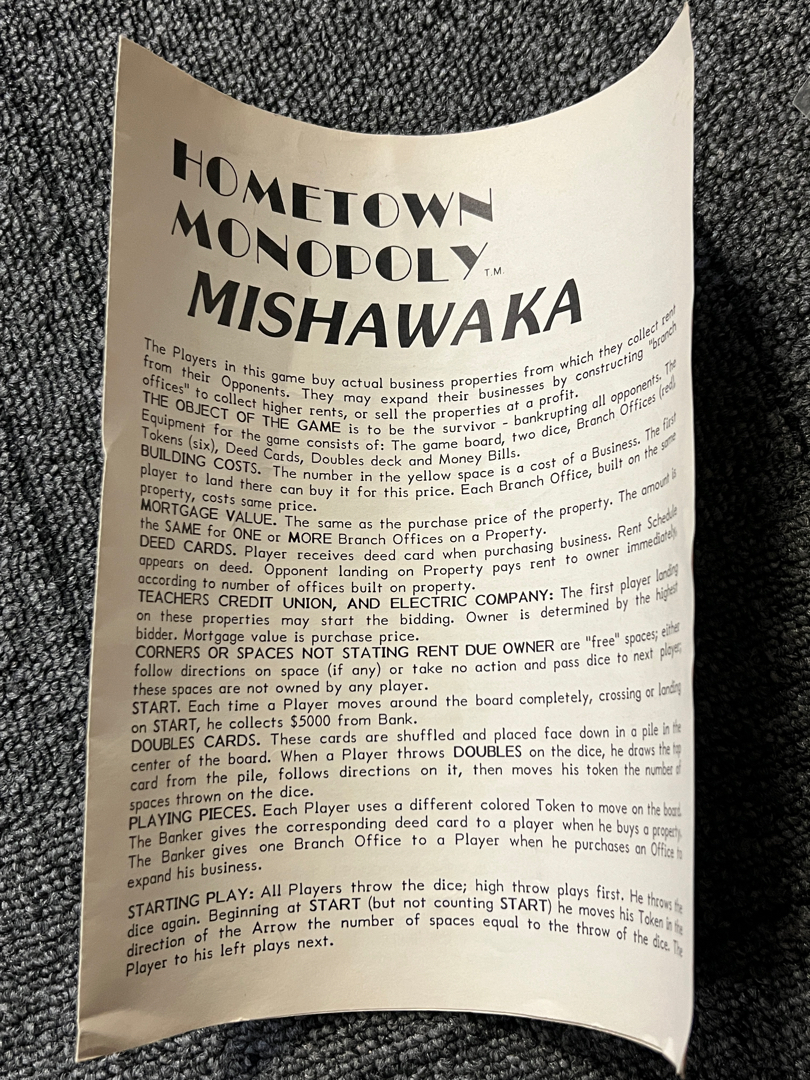 HOMETOWN
MONOPOLY T.M.
MISHAWAKA
The Players in this game buy actual business properties from which they collect rent
from their Opponents. They may expand their businesses by constructing "branch
offices" to collect higher rents, or sell the properties at a profit.
THE OBJECT OF THE GAME is to be the survivor - bankrupting all opponents. The
Equipment for the game consists of: The game board, two dice, Branch Offices (red),
Tokens (six), Deed Cards, Doubles deck and Money Bills.
BUILDING COSTS. The number in the yellow space is a cost of a Business. The first
player to land there can buy it for this price. Each Branch Office, built on the same
property, costs same price.
MORTGAGE VALUE. The same as the purchase price of the property. The amount is
the SAME for ONE or MORE Branch Offices on a Property.
DEED CARDS. Player receives deed card when purchasing business. Rent Schedule
appears on deed. Opponent landing on Property pays rent to owner immediately,
according to number of offices built on property.
TEACHERS CREDIT UNION, AND ELECTRIC COMPANY: The first player landing
on these properties may start the bidding. Owner is determined by the highest
bidder. Mortgage value is purchase price.
CORNERS OR SPACES NOT STATING RENT DUE OWNER are "free" spaces; either
follow directions on space (if any) or take no action and pass dice to next player;
these spaces are not owned by any player.
START. Each time a Player moves around the board completely, crossing or landing
on START, he collects $5000 from Bank.
DOUBLES CARDS. These cards are shuffled and placed face down in a pile in the
center of the board. When a Player throws DOUBLES on the dice, he draws the top
card from the pile, follows directions on it, then moves his token the number of
spaces thrown on the dice.
PLAYING PIECES. Each Player uses a different colored Token to move on the board.
The Banker gives the corresponding deed card to a player when he buys a property.
The Banker gives one Branch Office to a Player when he purchases an Office to
expand his business.
STARTING PLAY: All Players throw the dice; high throw plays first. He throws the
dice again. Beginning at START (but not counting START) he moves his Token in the
direction of the Arrow the number of spaces equal to the throw of the dice. The
Player to his left plays next.